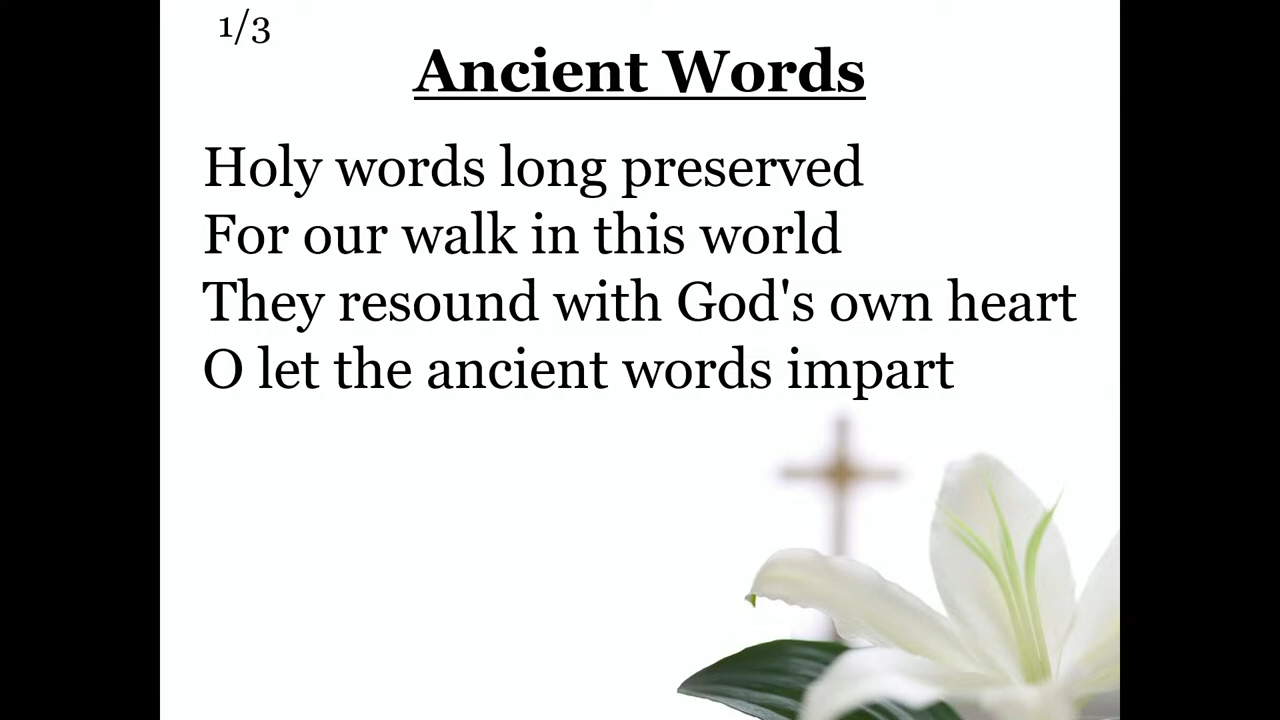 1/3
Ancient Words
Holy words long preserved
For our walk in this world
They resound with God's own heart
O let the ancient words impart